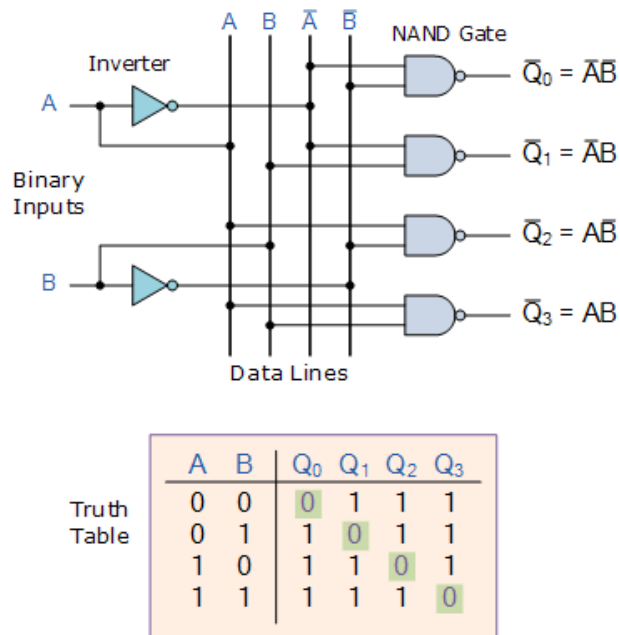 A B A̅ B̅
NAND Gate
Inverter
A
Q̅₀ = A̅B̅
Q̅₁ = A̅B
Binary
Inputs
Q̅₂ = AB̅
B
Q̅₃ = AB
Data Lines
Truth
Table
A B Q₀ Q₁ Q₂ Q₃
0 0 0 1 1 1
0 1 1 0 1 1
1 0 1 1 0 1
1 1 1 1 1 0